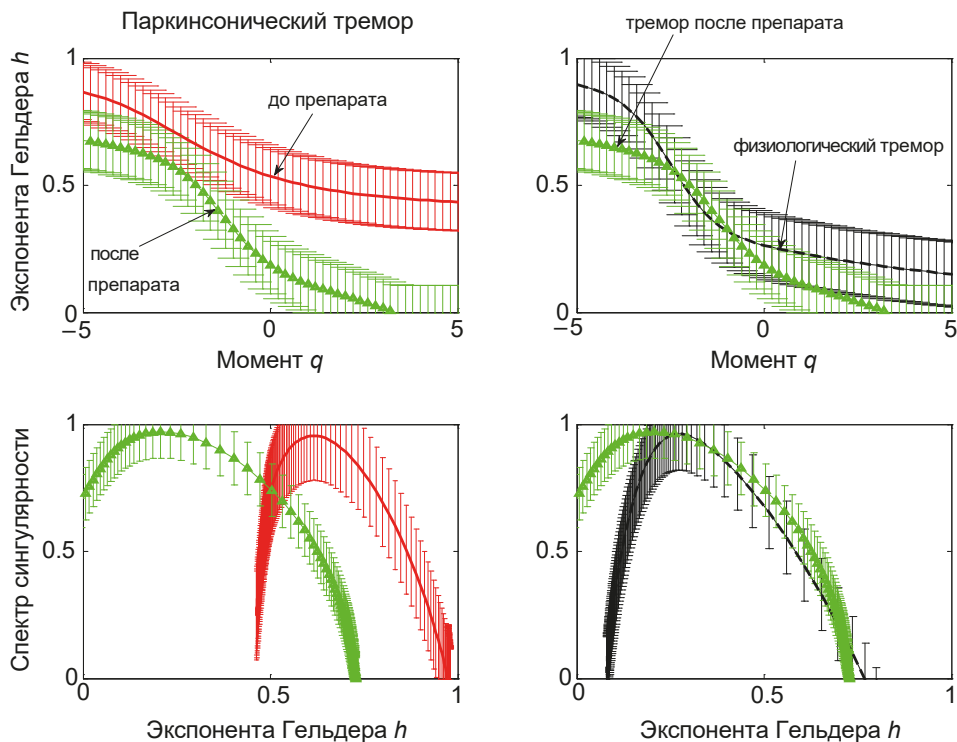 Паркинсонический тремор
тремор после препарата
1
0.5
0
Экспонента Гельдера h
до препарата
после
препарата
−5
0
5
Момент q
1
0.5
0
физиологический тремор
−5
0
5
Момент q
1
0.5
0
Спектр сингулярности
0
0.5
1
Экспонента Гельдера h
1
0.5
0
0
0.5
1
Экспонента Гельдера h